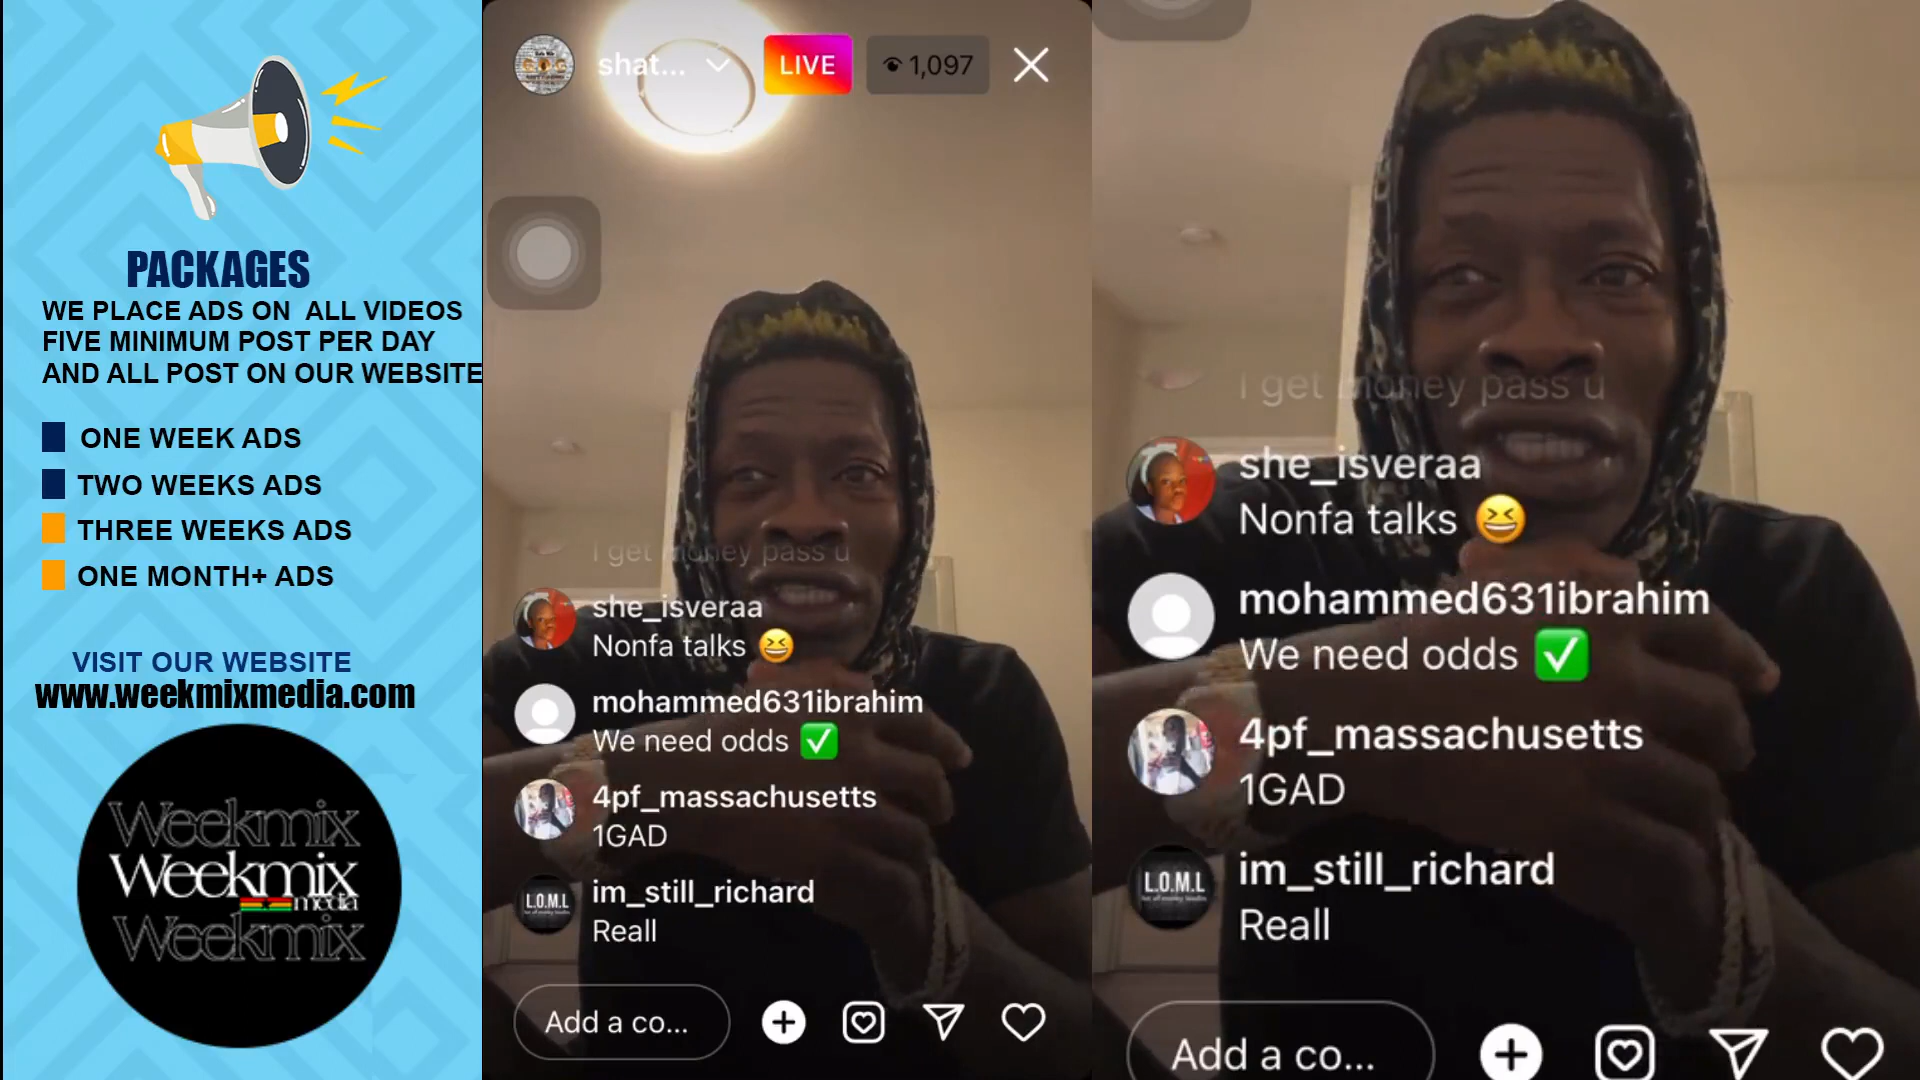 PACKAGES
WE PLACE ADS ON ALL VIDEOS
FIVE MINIMUM POST PER DAY
AND ALL POST ON OUR WEBSITE
ONE WEEK ADS
TWO WEEKS ADS
THREE WEEKS ADS
ONE MONTH+ ADS
VISIT OUR WEBSITE
www.weekmixmedia.com
Weekmix
Weekmix
media
Weekmix
shat...
LIVE
1,097
I get money pass u
she_isveraa
Nonfa talks 😆
mohammed631ibrahim
We need odds ✅
4pf_massachusetts
1GAD
L.O.M.L
im_still_richard
Reall
Add a co...
I get money pass u
she_isveraa
Nonfa talks 😆
mohammed631ibrahim
We need odds ✅
4pf_massachusetts
1GAD
L.O.M.L
im_still_richard
Reall
Add a co...